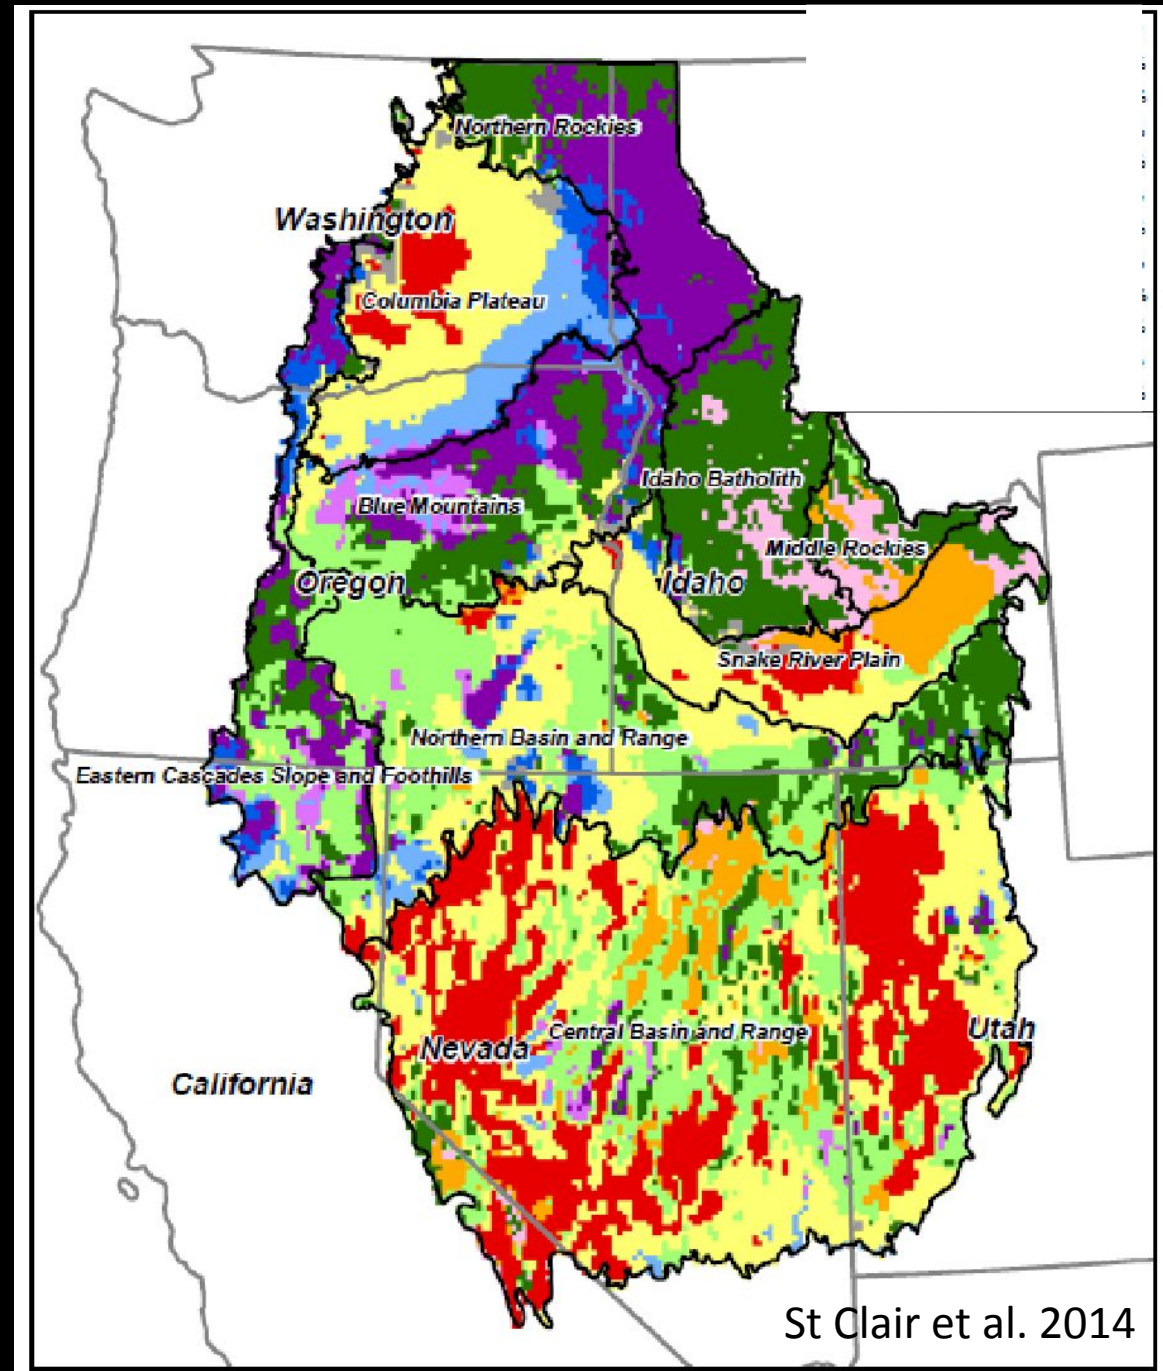 Northern Rockies
Washington
Columbia Plateau
Idaho Batholith
Blue Mountains
Middle Rockies
Oregon
Idaho
Snake River Plain
Northern Basin and Range
Eastern Cascades Slope and Foothills
Central Basin and Range
Utah
Nevada
California
St Clair et al. 2014